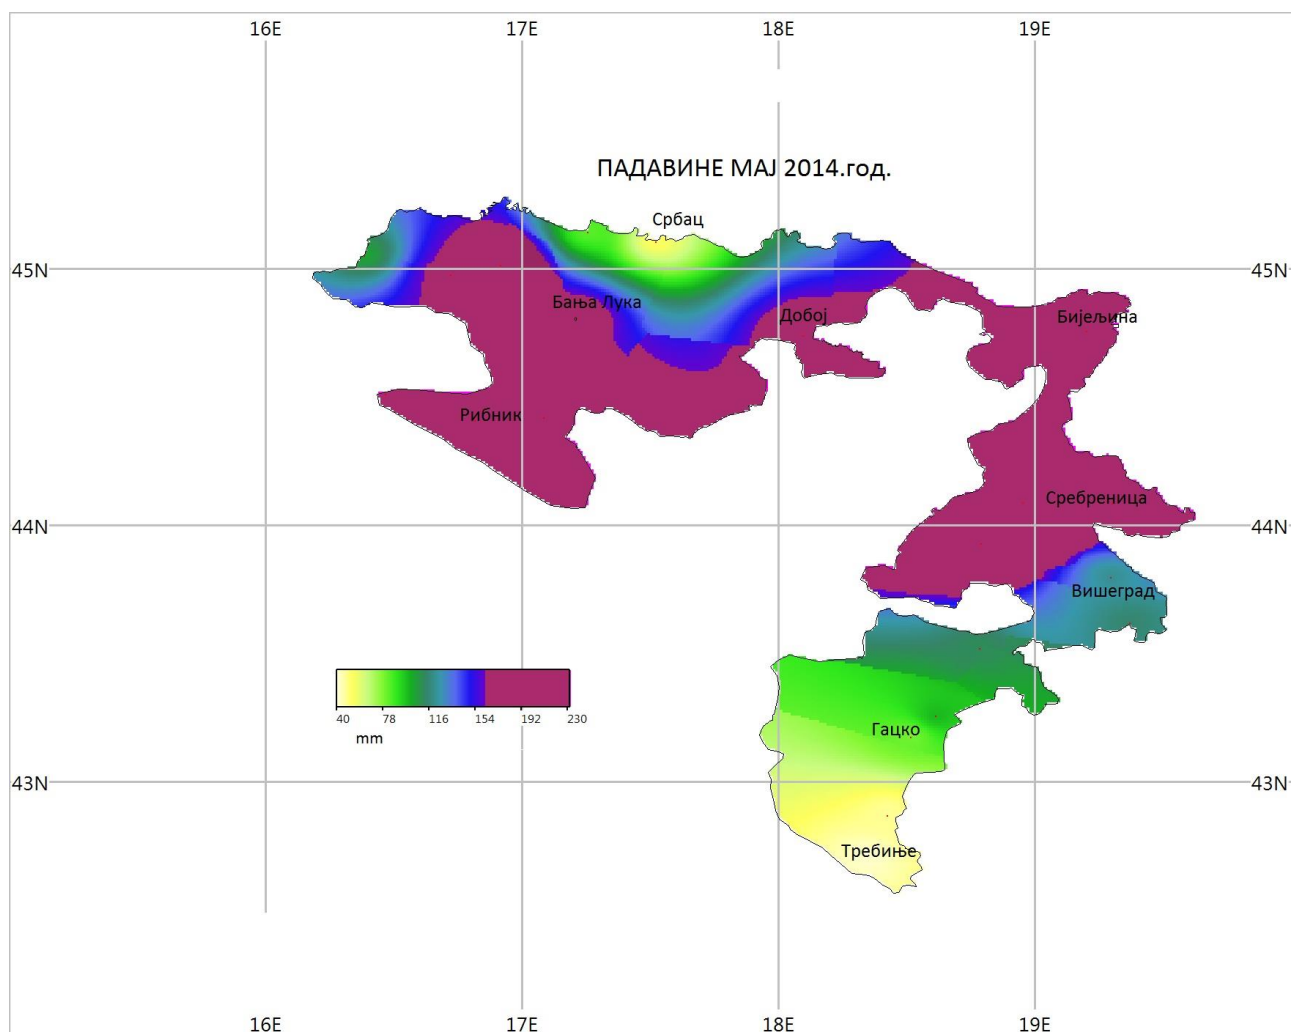 16E 17E 18E 19E
ПАДАВИНЕ МАЈ 2014.год.
Србац
45N 45N
Бања Лука
Добој
Бијељина
Рибник
Сребреница
44N 44N
Вишеград
Гацко
40 78 116 154 192 230
mm
43N 43N
Требиње
16E 17E 18E 19E